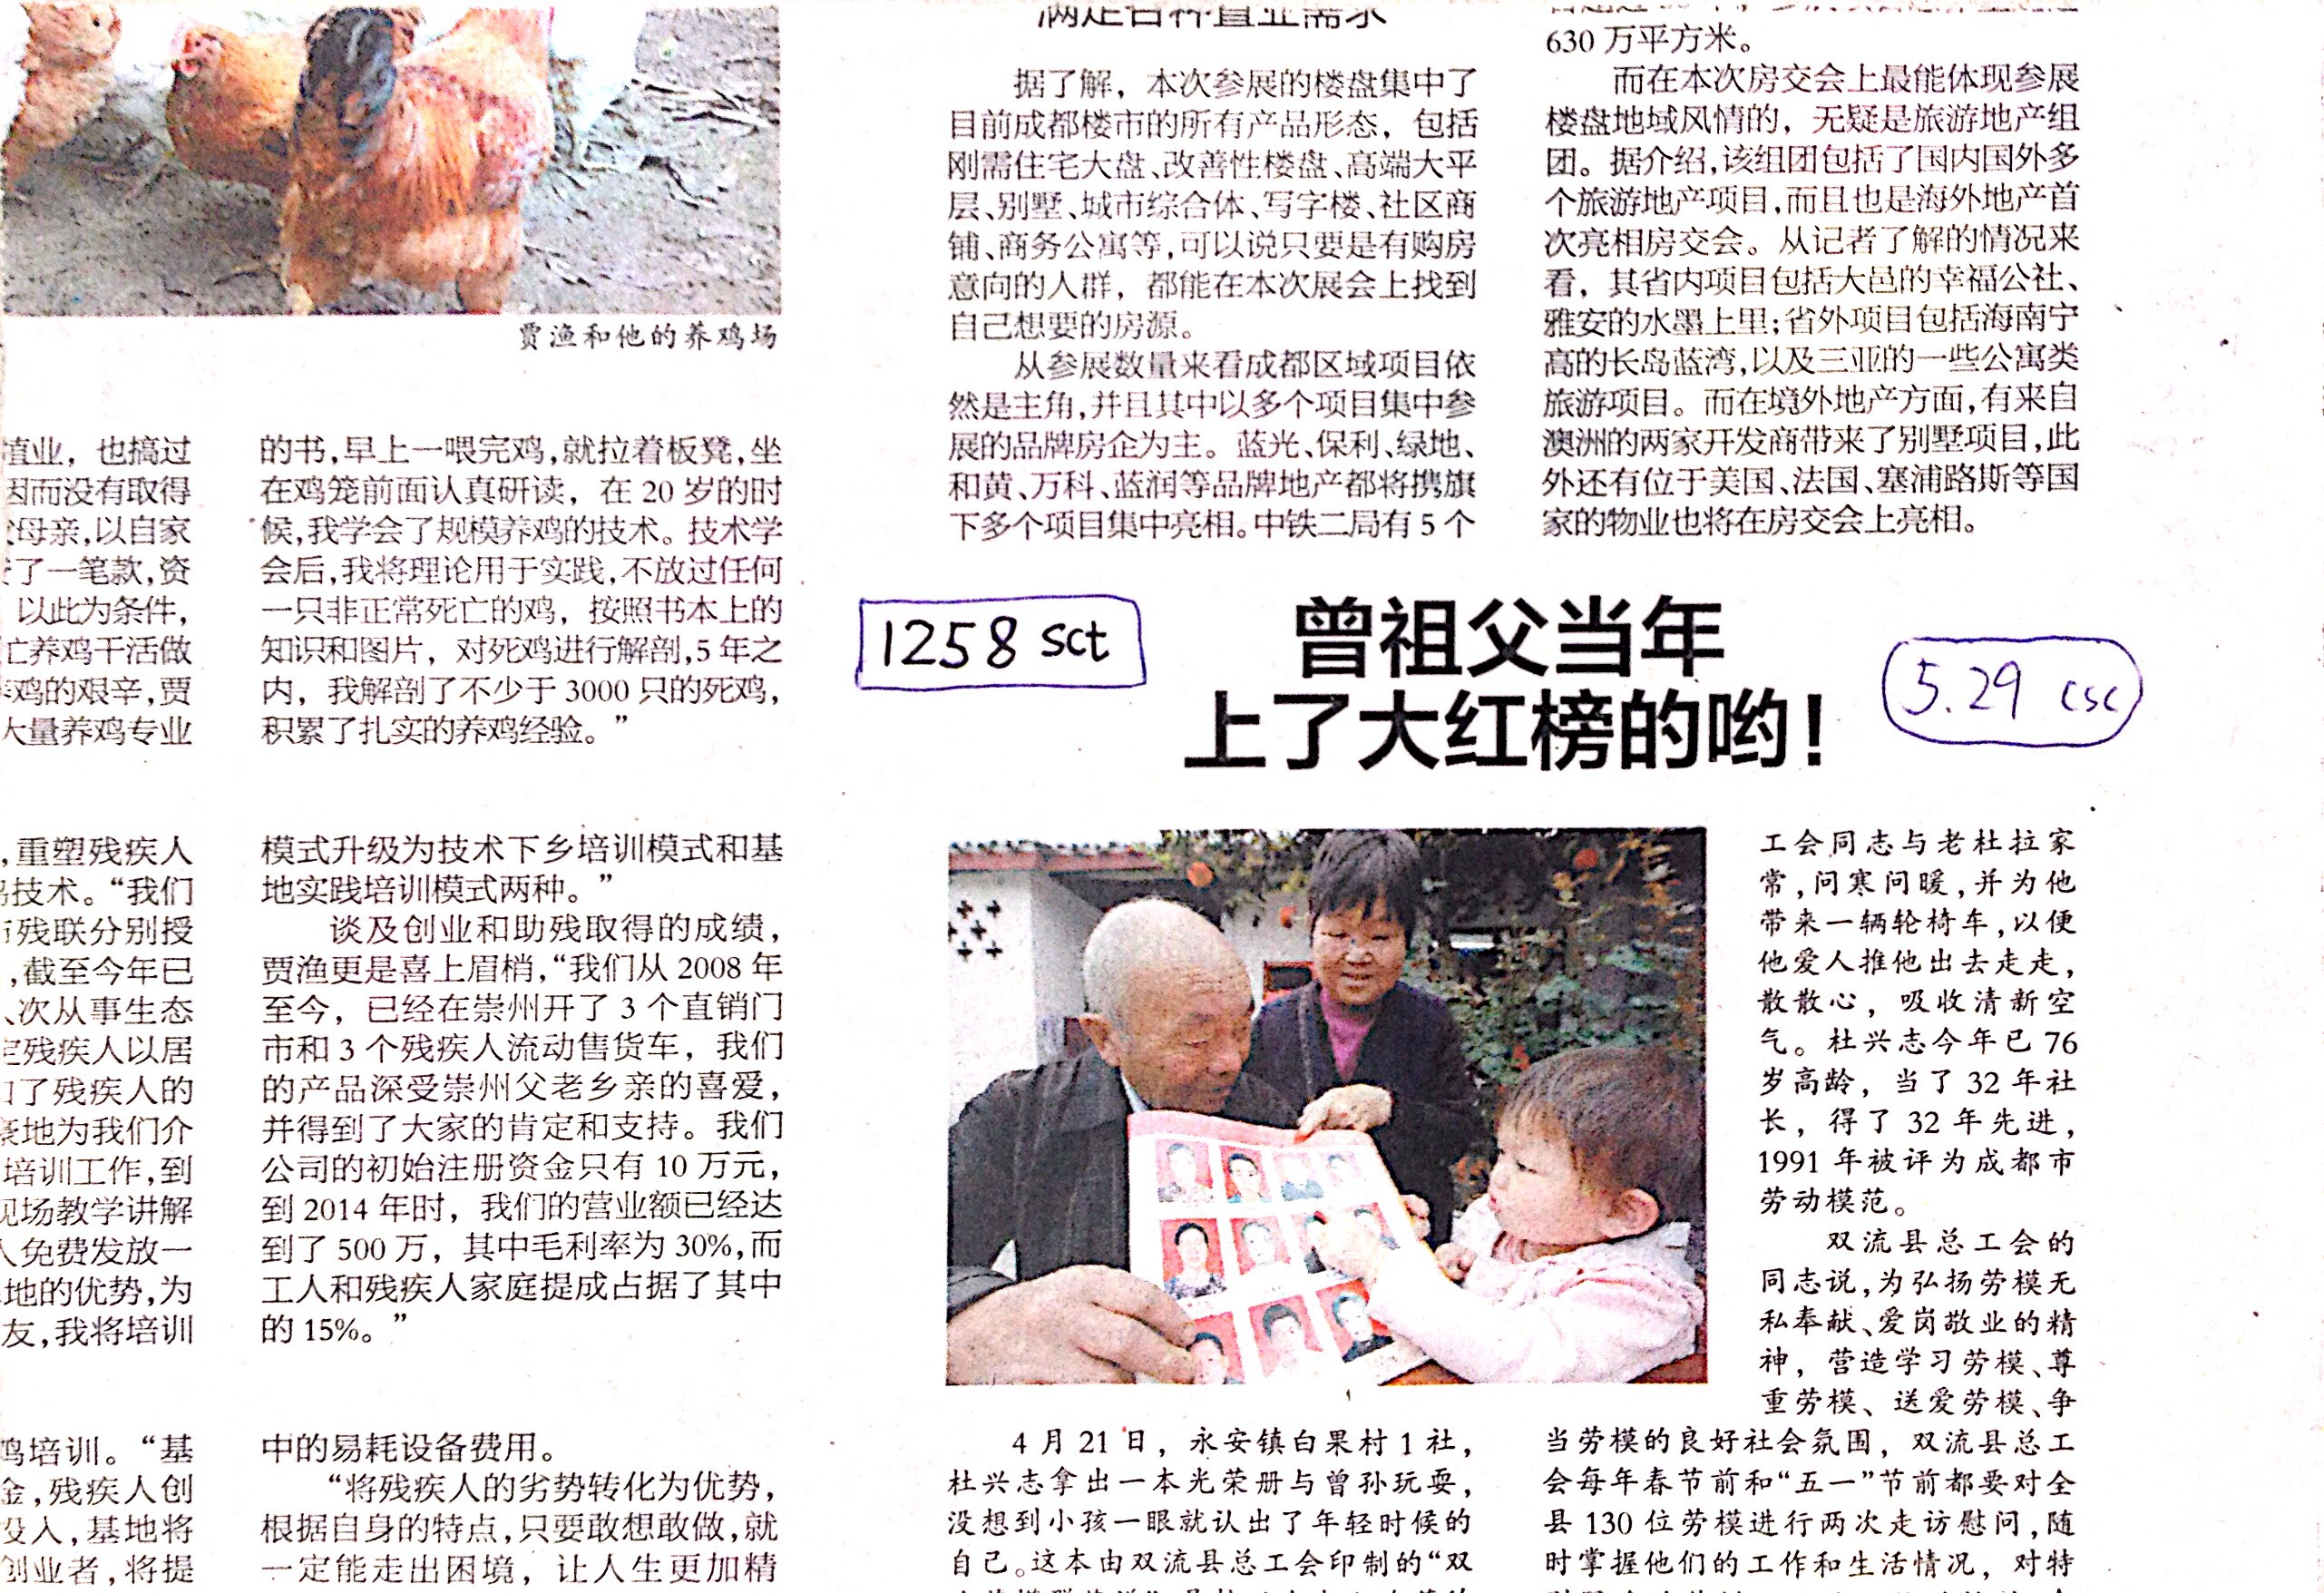 贾渔和他的养鸡场
植业，也搞过
因而没有取得
父母亲，以自家
了一笔款，资
以此为条件，
亡养鸡干活做
养鸡的艰辛，贾
大量养鸡专业
的书，早上一喂完鸡，就拉着板凳，坐
在鸡笼前面认真研读，在 20 岁的时
候，我学会了规模养鸡的技术。技术学
会后，我将理论用于实践，不放过任何
一只非正常死亡的鸡，按照书本上的
知识和图片，对死鸡进行解剖，5 年之
内，我解剖了不少于 3000 只的死鸡，
积累了扎实的养鸡经验。”
，重塑残疾人
技术。“我们
残联分别授
，截至今年已
人次从事生态
定残疾人以居
了残疾人的
豪地为我们介
培训工作，到
现场教学讲解
人免费发放一
地的优势，为
友，我将培训
模式升级为技术下乡培训模式和基
地实践培训模式两种。”
谈及创业和助残取得的成绩，
贾渔更是喜上眉梢，“我们从 2008 年
至今，已经在崇州开了 3 个直销门
市和 3 个残疾人流动售货车，我们
的产品深受崇州父老乡亲的喜爱，
并得到了大家的肯定和支持。我们
公司的初始注册资金只有 10 万元，
到 2014 年时，我们的营业额已经达
到了 500 万，其中毛利率为 30%，而
工人和残疾人家庭提成占据了其中
的 15%。”
鸡培训。“基
金，残疾人创
投入，基地将
创业者，将提
中的易耗设备费用。
“将残疾人的劣势转化为优势，
根据自身的特点，只要敢想敢做，就
一定能走出困境，让人生更加精
满足各种置业需求
据了解，本次参展的楼盘集中了
目前成都楼市的所有产品形态，包括
刚需住宅大盘、改善性楼盘、高端大平
层、别墅、城市综合体、写字楼、社区商
铺、商务公寓等，可以说只要是有购房
意向的人群，都能在本次展会上找到
自己想要的房源。
从参展数量来看成都区域项目依
然是主角，并且其中以多个项目集中参
展的品牌房企为主。蓝光、保利、绿地、
和黄、万科、蓝润等品牌地产都将携旗
下多个项目集中亮相。中铁二局有 5 个
630 万平方米。
而在本次房交会上最能体现参展
楼盘地域风情的，无疑是旅游地产组
团。据介绍，该组团包括了国内国外多
个旅游地产项目，而且也是海外地产首
次亮相房交会。从记者了解的情况来
看，其省内项目包括大邑的幸福公社、
雅安的水墨上里；省外项目包括海南宁
高的长岛蓝湾，以及三亚的一些公寓类
旅游项目。而在境外地产方面，有来自
澳洲的两家开发商带来了别墅项目，此
外还有位于美国、法国、塞浦路斯等国
家的物业也将在房交会上亮相。
1258 sct
曾祖父当年
上了大红榜的哟！
5.29 csc
工会同志与老杜拉家
常，问寒问暖，并为他
带来一辆轮椅车，以便
他爱人推他出去走走，
散散心，吸收清新空
气。杜兴志今年已 76
岁高龄，当了 32 年社
长，得了 32 年先进，
1991 年被评为成都市
劳动模范。
双流县总工会的
同志说，为弘扬劳模无
私奉献、爱岗敬业的精
神，营造学习劳模、尊
重劳模、送爱劳模、争
4 月 21 日，永安镇白果村 1 社，
杜兴志拿出一本光荣册与曾孙玩耍，
没想到小孩一眼就认出了年轻时候的
自己。这本由双流县总工会印制的“双
当劳模的良好社会氛围，双流县总工
会每年春节前和“五一”节前都要对全
县 130 位劳模进行两次走访慰问，随
时掌握他们的工作和生活情况，对特